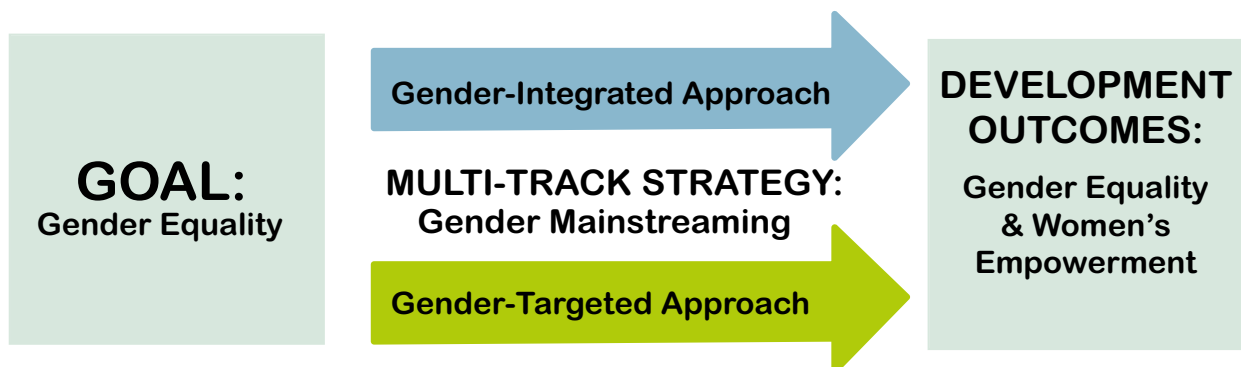 GOAL:
Gender Equality
Gender-Integrated Approach
MULTI-TRACK STRATEGY:
Gender Mainstreaming
Gender-Targeted Approach
DEVELOPMENT
OUTCOMES:
Gender Equality
& Women’s
Empowerment